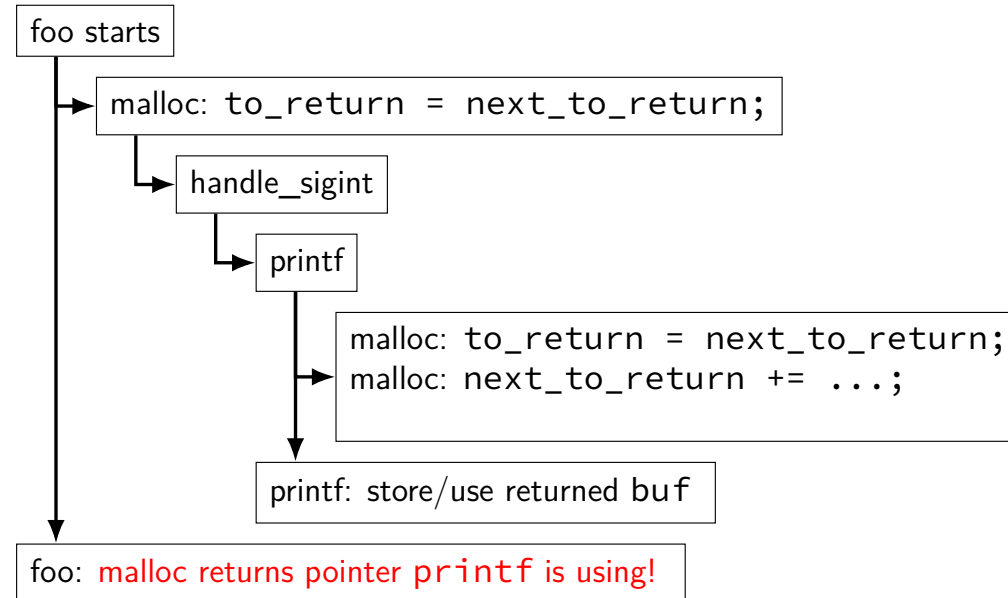 foo starts
malloc: to_return = next_to_return;
handle_sigint
printf
malloc: to_return = next_to_return;
malloc: next_to_return += ...;
printf: store/use returned buf
foo: malloc returns pointer printf is using!